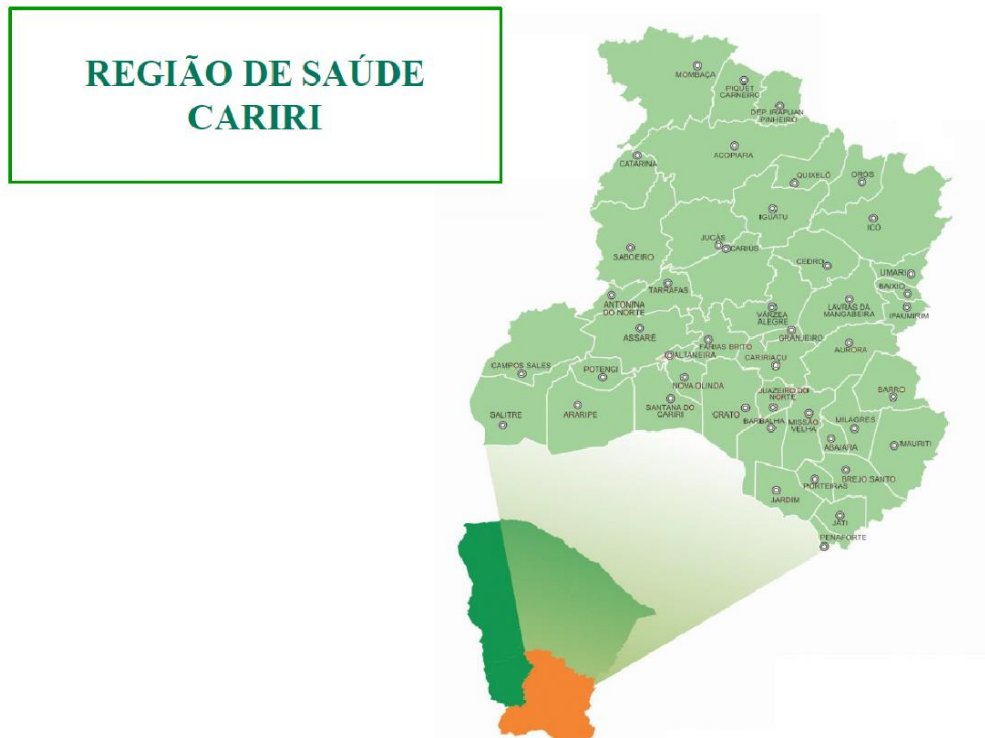 REGIÃO DE SAÚDE
CARIRI
MOMBAÇA
PIQUET
CARNEIRO
DEP. IRAPUAN
PINHEIRO
ACOPIARA
CATARINA
QUIXELÔ
ORÓS
IGUATU
ICÓ
JUCÁS
CARIÚS
SABOEIRO
CEDRO
UMARI
TARRAFAS
BAIXIO
ANTONINA
DO NORTE
LAVRAS DA
MANGABEIRA
VÁRZEA
ALEGRE
IPAUMIRIM
ASSARÉ
GRANJEIRO
FARIAS BRITO
AURORA
ALTANEIRA
CARIRIAÇU
CAMPOS SALES
POTENGI
NOVA OLINDA
JUAZEIRO DO
NORTE
BARRO
SALITRE
ARARIPE
SANTANA DO
CARIRI
CRATO
BARBALHA
MISSÃO
VELHA
MILAGRES
ABAIARA
MAURITI
BREJO SANTO
PORTEIRAS
JARDIM
JATI
PENAFORTE